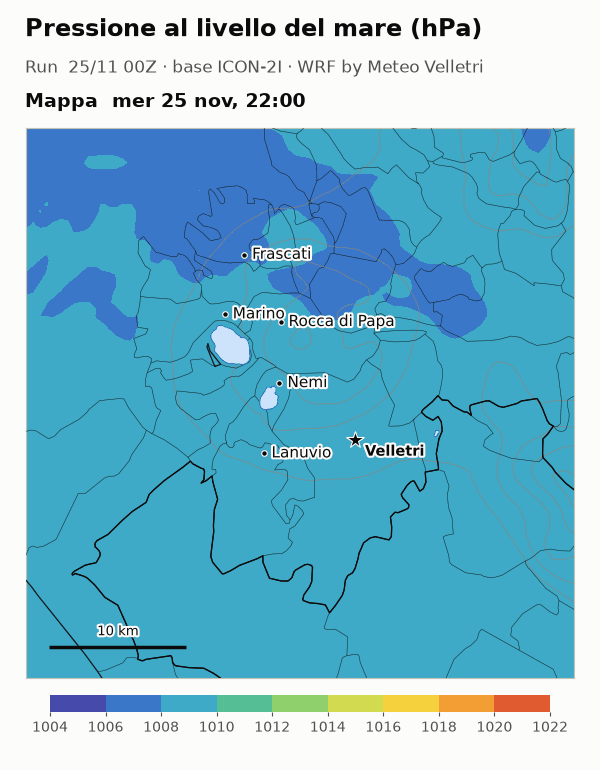 Pressione al livello del mare (hPa)
Run  25/11 00Z · base ICON-2I · WRF by Meteo Velletri
Mappa  mer 25 nov, 22:00
Frascati
Marino
Rocca di Papa
Nemi
Velletri
Lanuvio
10 km
1004 1006 1008 1010 1012 1014 1016 1018 1020 1022